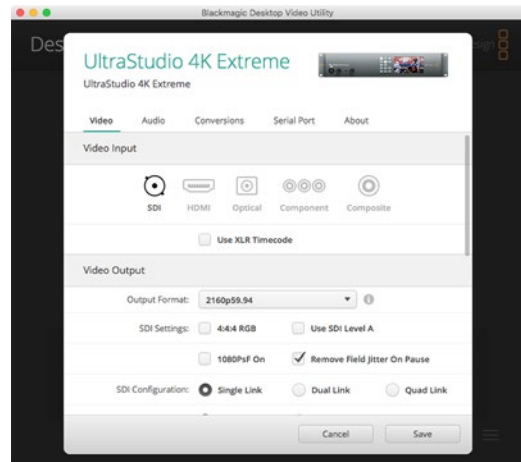 Blackmagic Desktop Video Utility
Des
sign
UltraStudio 4K Extreme
UltraStudio 4K Extreme
Video Audio Conversions Serial Port About
Video Input
SDI HDMI Optical Component Composite
Use XLR Timecode
Video Output
Output Format: 2160p59.94
SDI Settings: 4:4:4 RGB Use SDI Level A
1080PsF On Remove Field Jitter On Pause
SDI Configuration: Single Link Dual Link Quad Link
Cancel Save